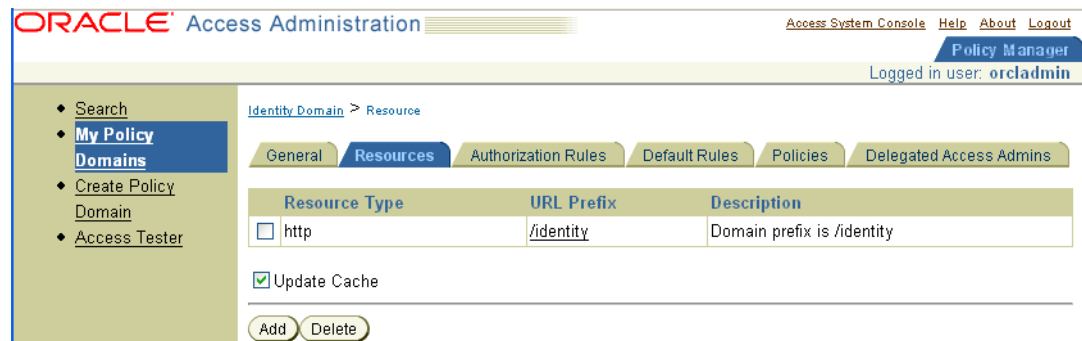 ORACLE Access Administration
Access System Console Help About Logout
Policy Manager
Logged in user: orcladmin
Search
My Policy
Domains
Create Policy
Domain
Access Tester
Identity Domain > Resource
General Resources Authorization Rules Default Rules Policies Delegated Access Admins
Resource Type URL Prefix Description
http /identity Domain prefix is /identity
Update Cache
Add Delete